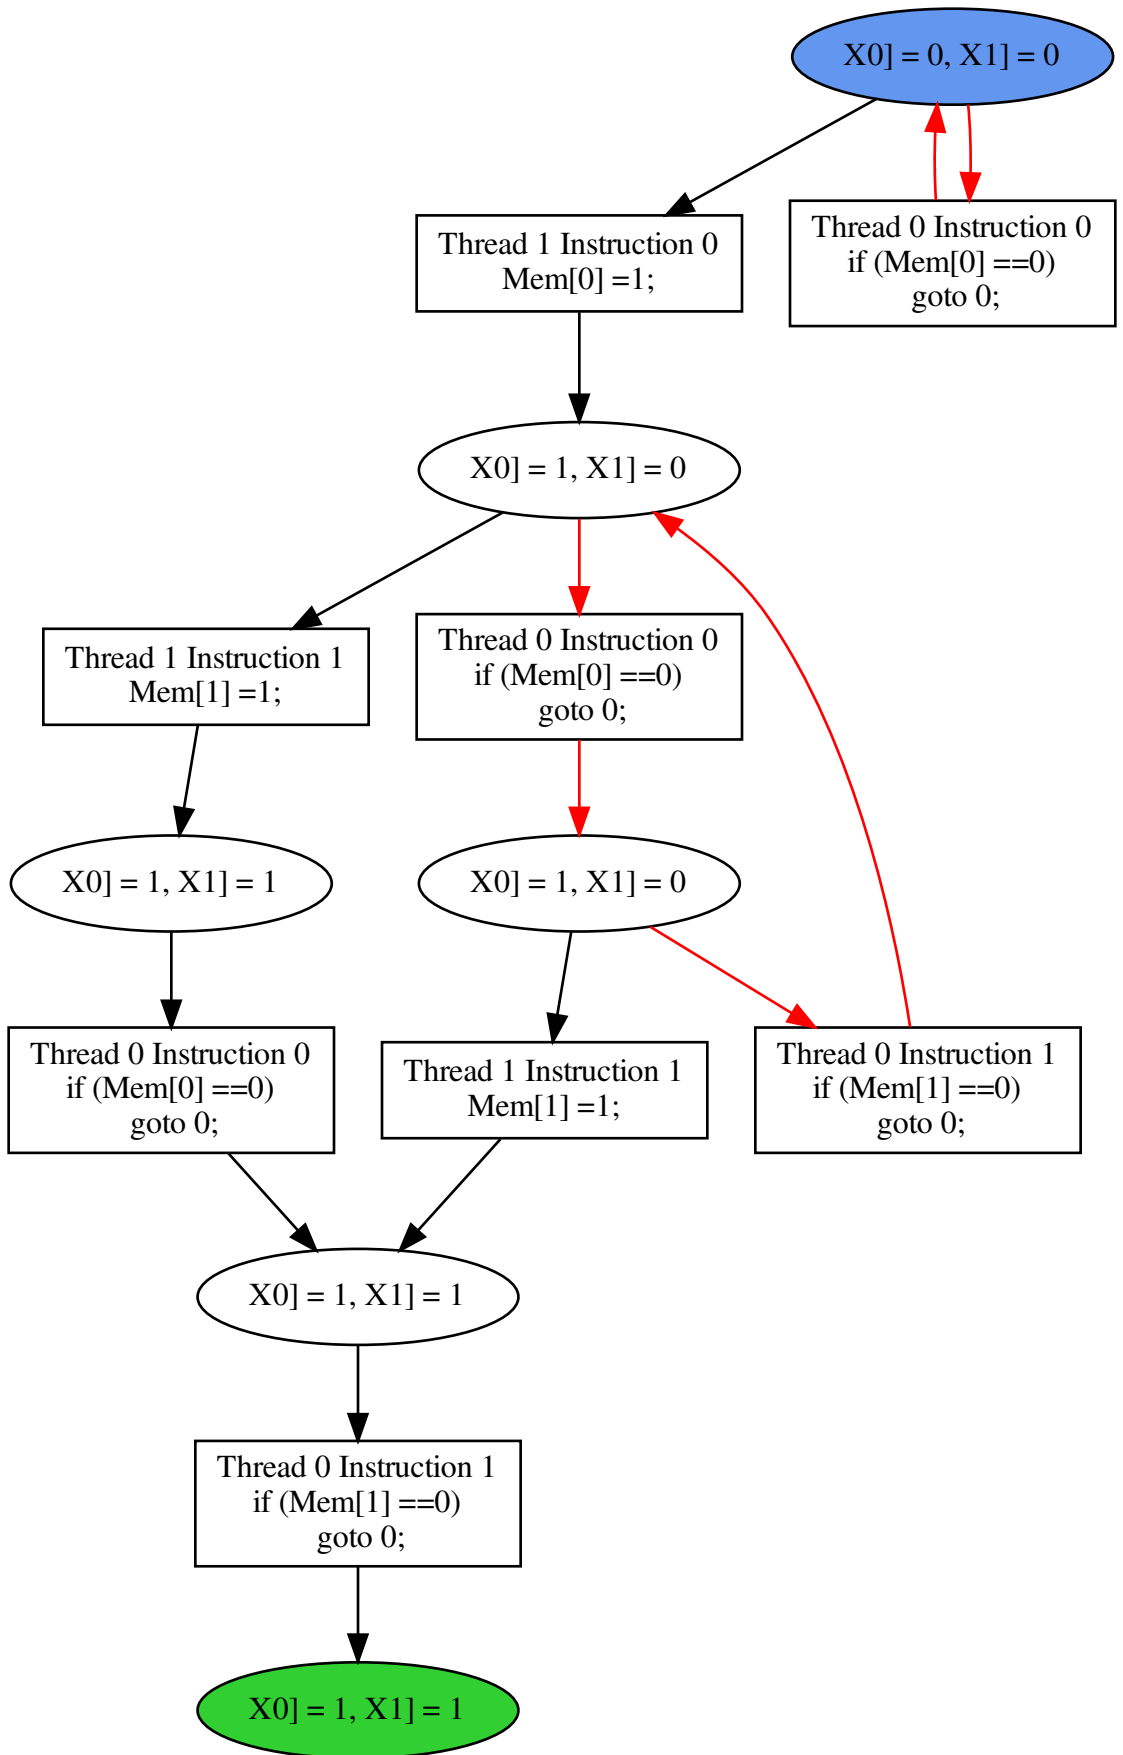 X0] = 0, X1] = 0
Thread 0 Instruction 0
if (Mem[0] ==0)
goto 0;
Thread 1 Instruction 0
Mem[0] =1;
X0] = 1, X1] = 0
Thread 1 Instruction 1
Mem[1] =1;
Thread 0 Instruction 0
if (Mem[0] ==0)
goto 0;
X0] = 1, X1] = 1
X0] = 1, X1] = 0
Thread 0 Instruction 0
if (Mem[0] ==0)
goto 0;
Thread 1 Instruction 1
Mem[1] =1;
Thread 0 Instruction 1
if (Mem[1] ==0)
goto 0;
X0] = 1, X1] = 1
Thread 0 Instruction 1
if (Mem[1] ==0)
goto 0;
X0] = 1, X1] = 1